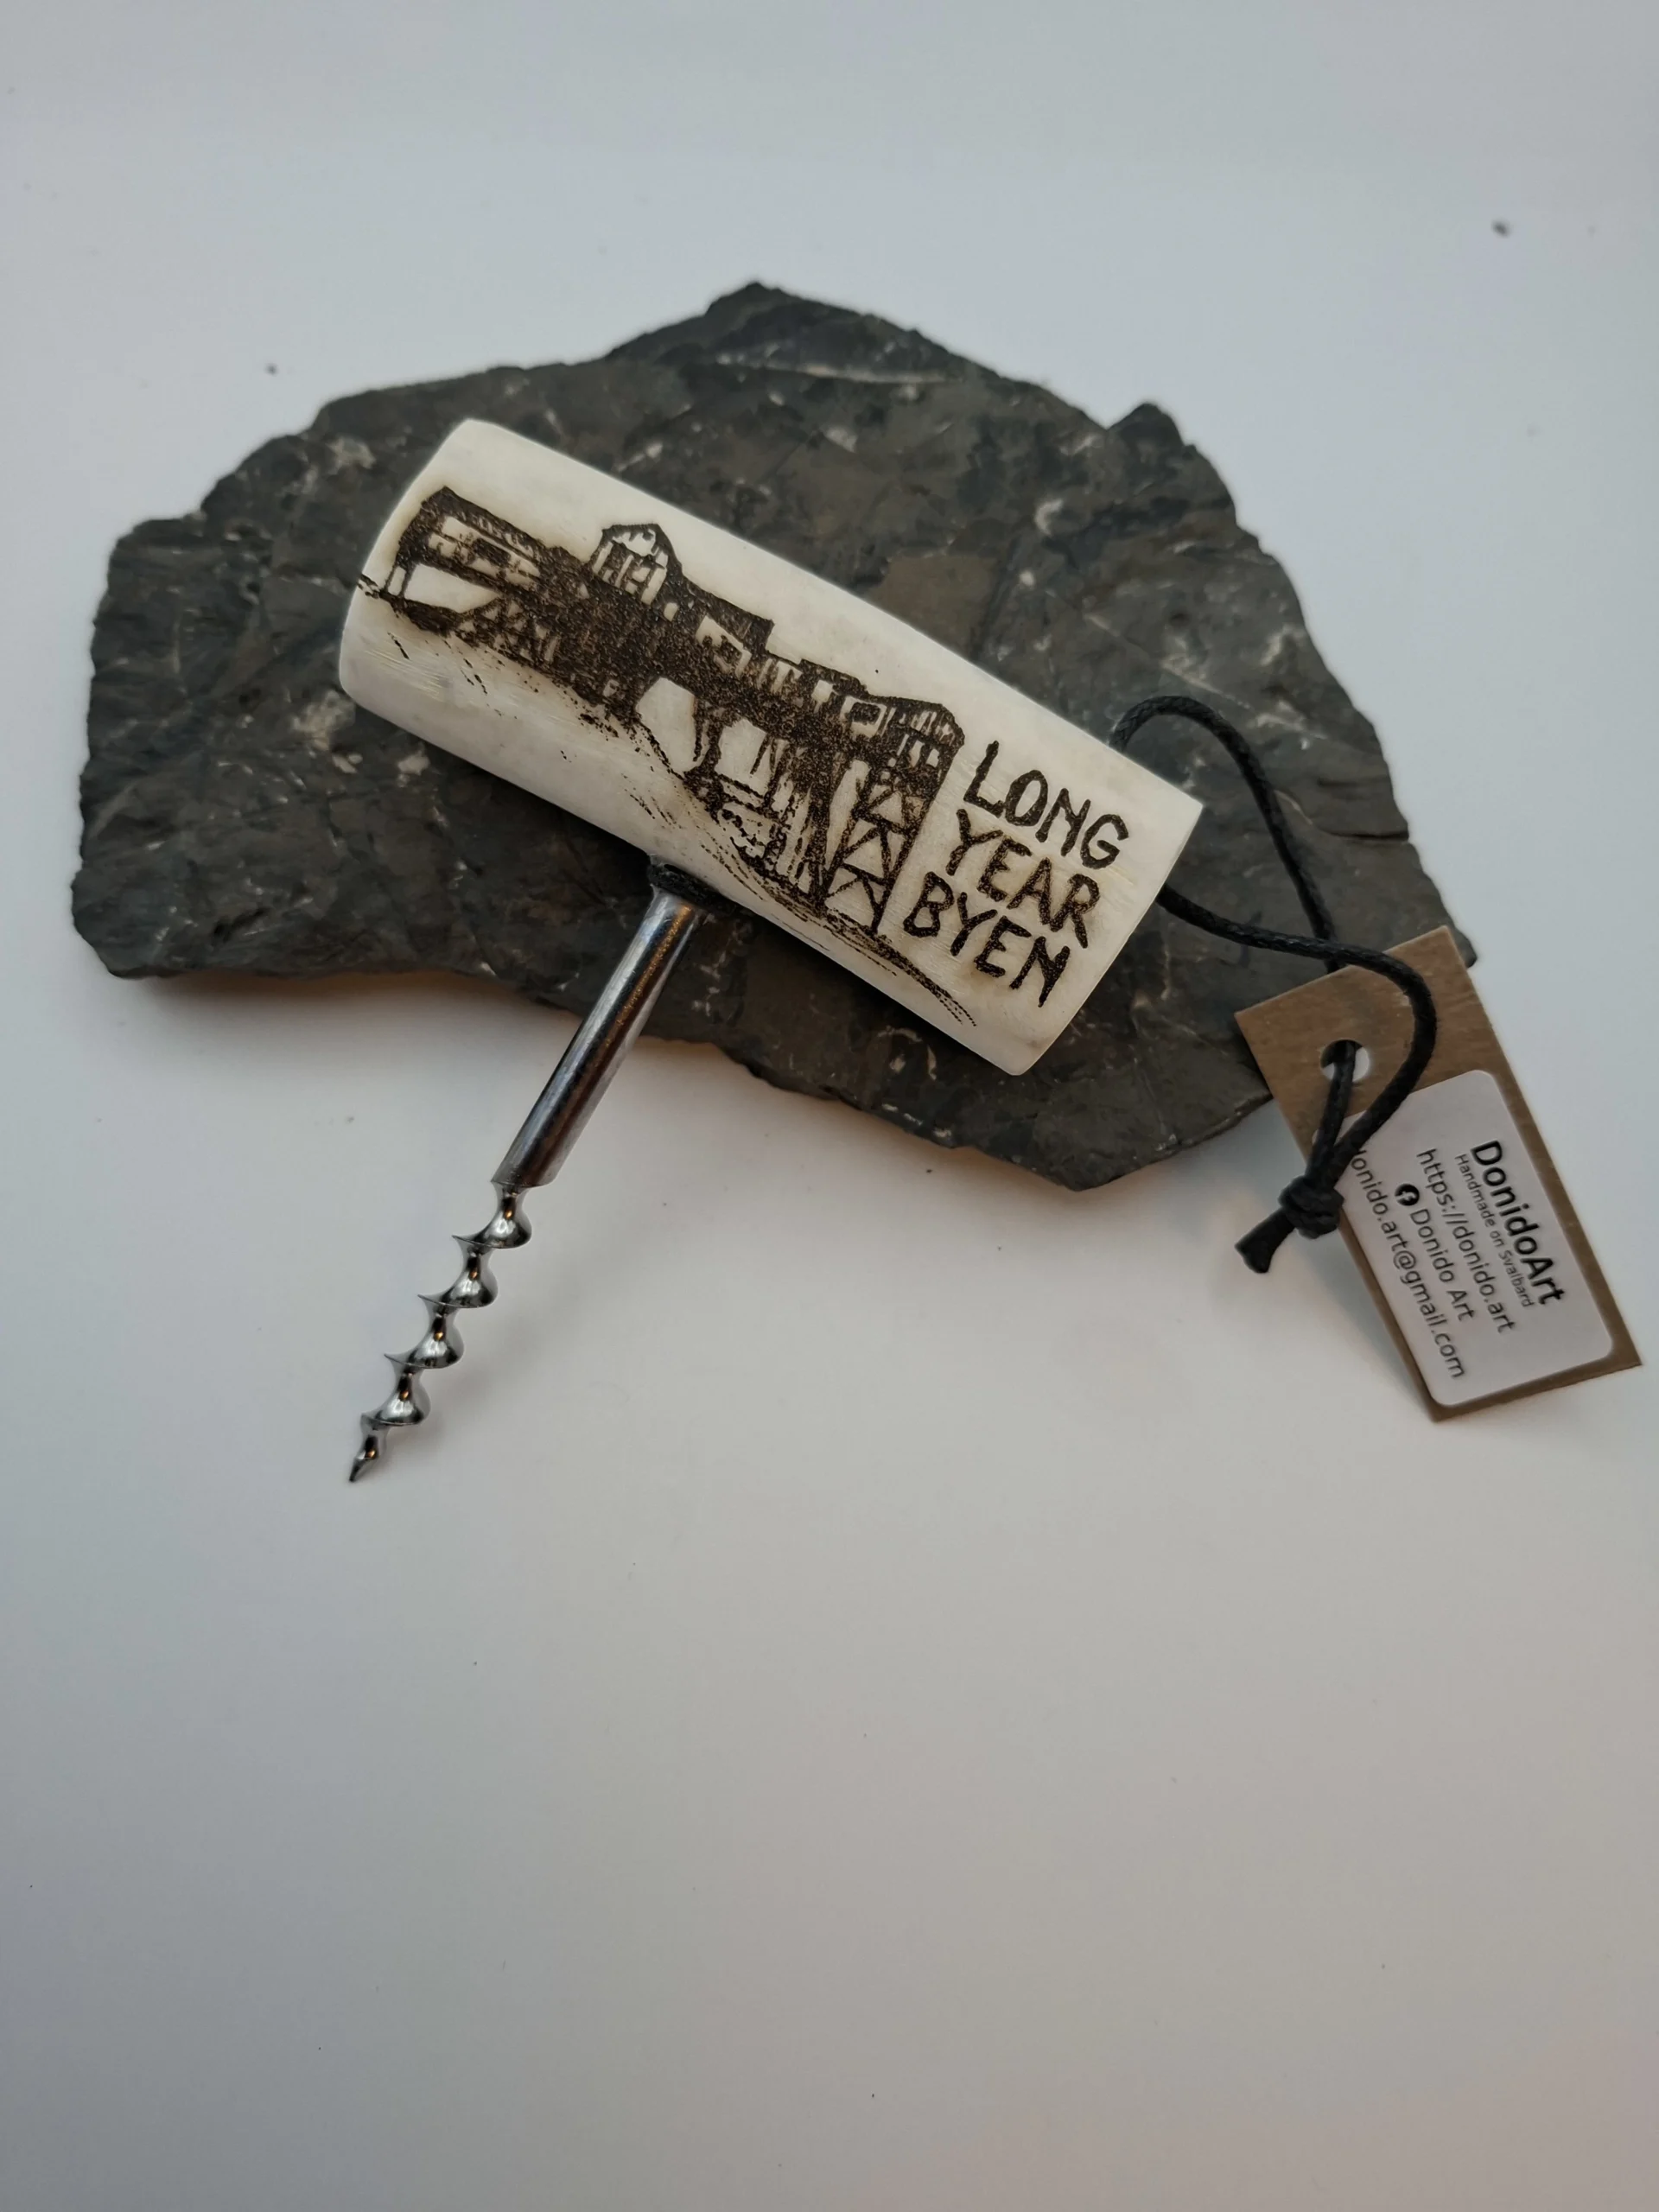 LONG
YEAR
BYEN
DonidoArt
Handmade on Svalbard
https://donido.art
Donido Art
donido.art@gmail.com